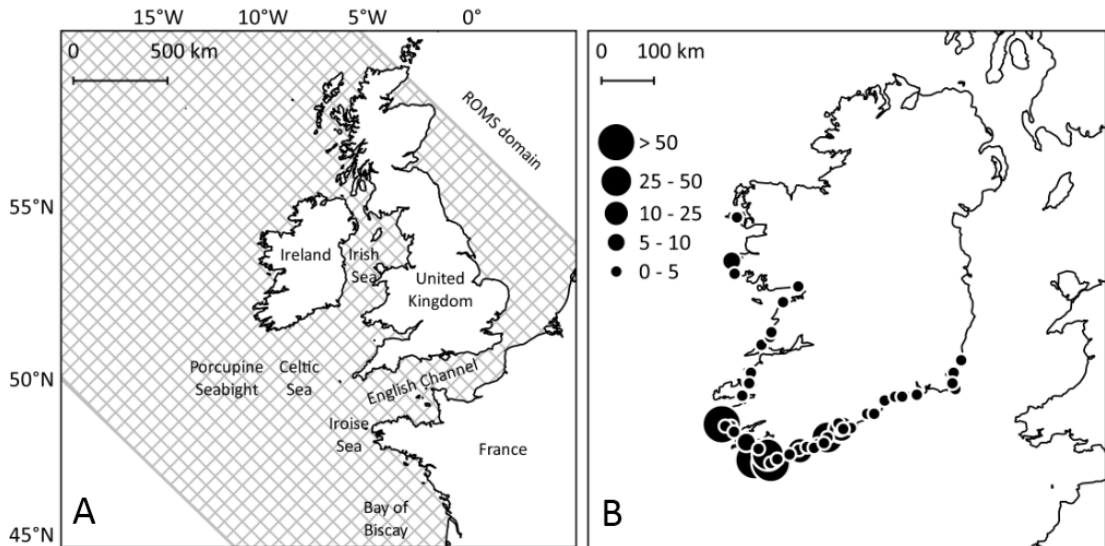 15°W 10°W 5°W 0°
0
500 km
ROMS domain
55°N
Ireland
Irish
Sea
United
Kingdom
Porcupine
Seabight
Celtic
Sea
English Channel
50°N
Iroise
Sea
France
Bay of
Biscay
45°N
A
0
100 km
> 50
25 - 50
10 - 25
5 - 10
0 - 5
B